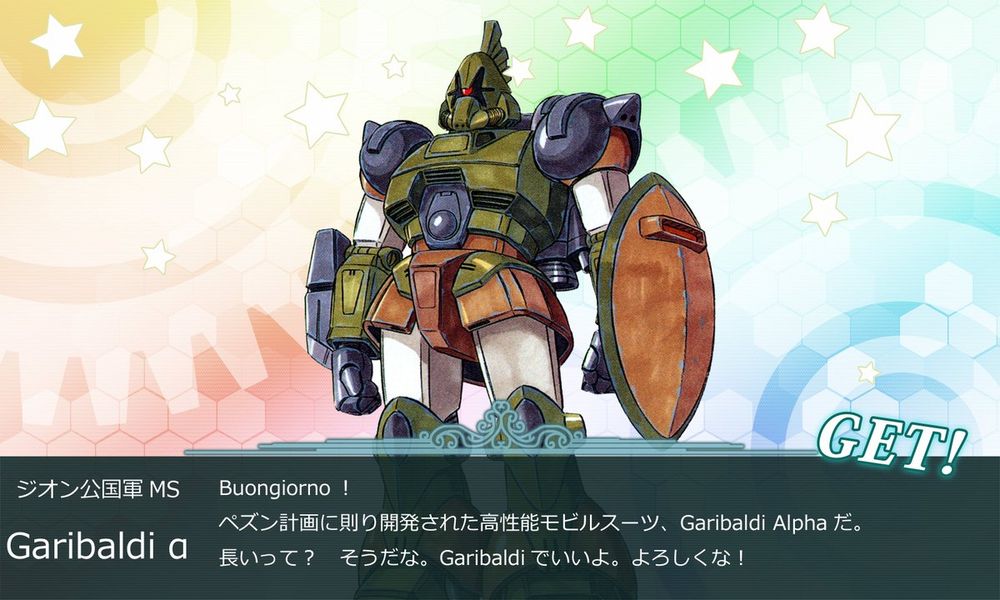 GET!
ジオン公国軍 MS
Garibaldi α
Buongiorno ！
ペズン計画に則り開発された高性能モビルスーツ、Garibaldi Alpha だ。
長いって？　そうだな。Garibaldi でいいよ。よろしくな！